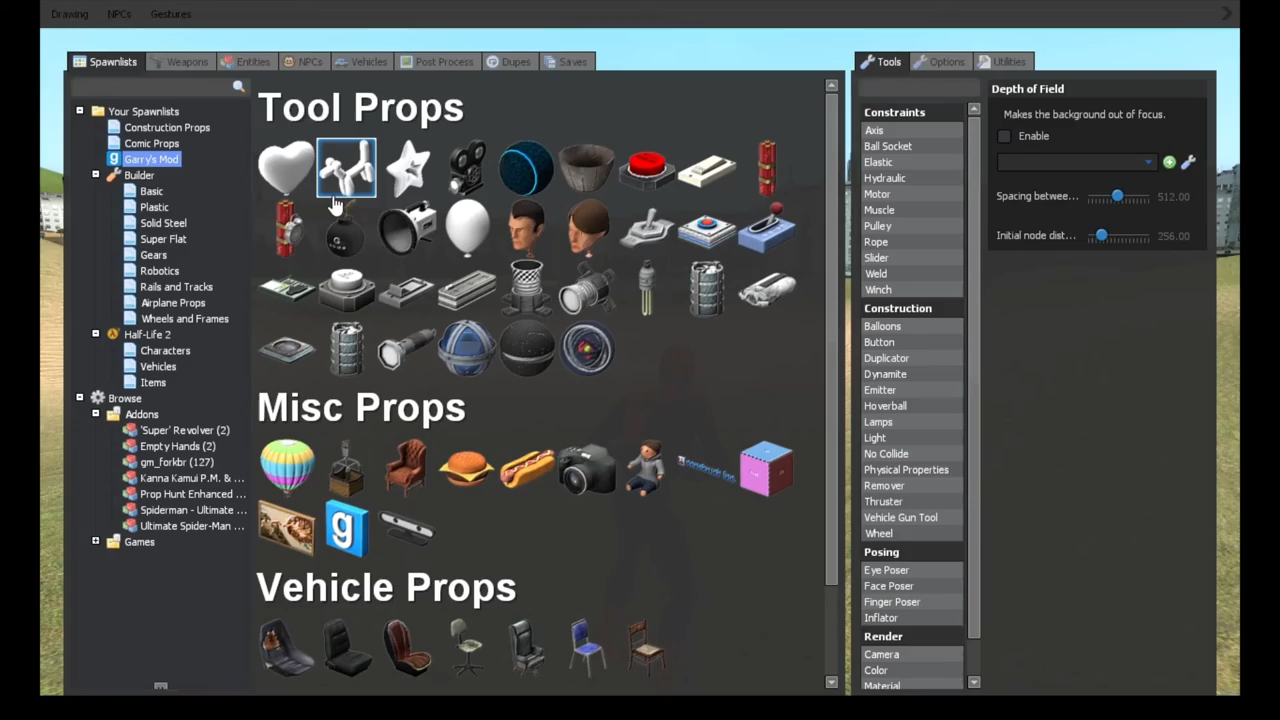 Drawing NPCs Gestures
Spawnlists Weapons Entities NPCs Vehicles Post Process Dupes Saves
Your Spawnlists
Construction Props
Comic Props
g Garry's Mod
Builder
Basic
Plastic
Solid Steel
Super Flat
Gears
Robotics
Rails and Tracks
Airplane Props
Wheels and Frames
Half-Life 2
Characters
Vehicles
Items
Browse
Addons
'Super' Revolver (2)
Empty Hands (2)
gm_forkbr (127)
Kanna Kamui P.M. & ...
Prop Hunt Enhanced ...
Spiderman - Ultimate ...
Ultimate Spider-Man ...
Games
Tool Props
Misc Props
g
Vehicle Props
Tools Options Utilities
Constraints
Axis
Ball Socket
Elastic
Hydraulic
Motor
Muscle
Pulley
Rope
Slider
Weld
Winch
Construction
Balloons
Button
Duplicator
Dynamite
Emitter
Hoverball
Lamps
Light
No Collide
Physical Properties
Remover
Thruster
Vehicle Gun Tool
Wheel
Posing
Eye Poser
Face Poser
Finger Poser
Inflator
Render
Camera
Color
Material
Depth of Field
Makes the background out of focus.
Enable
Spacing betwee... 512.00
Initial node dist... 256.00